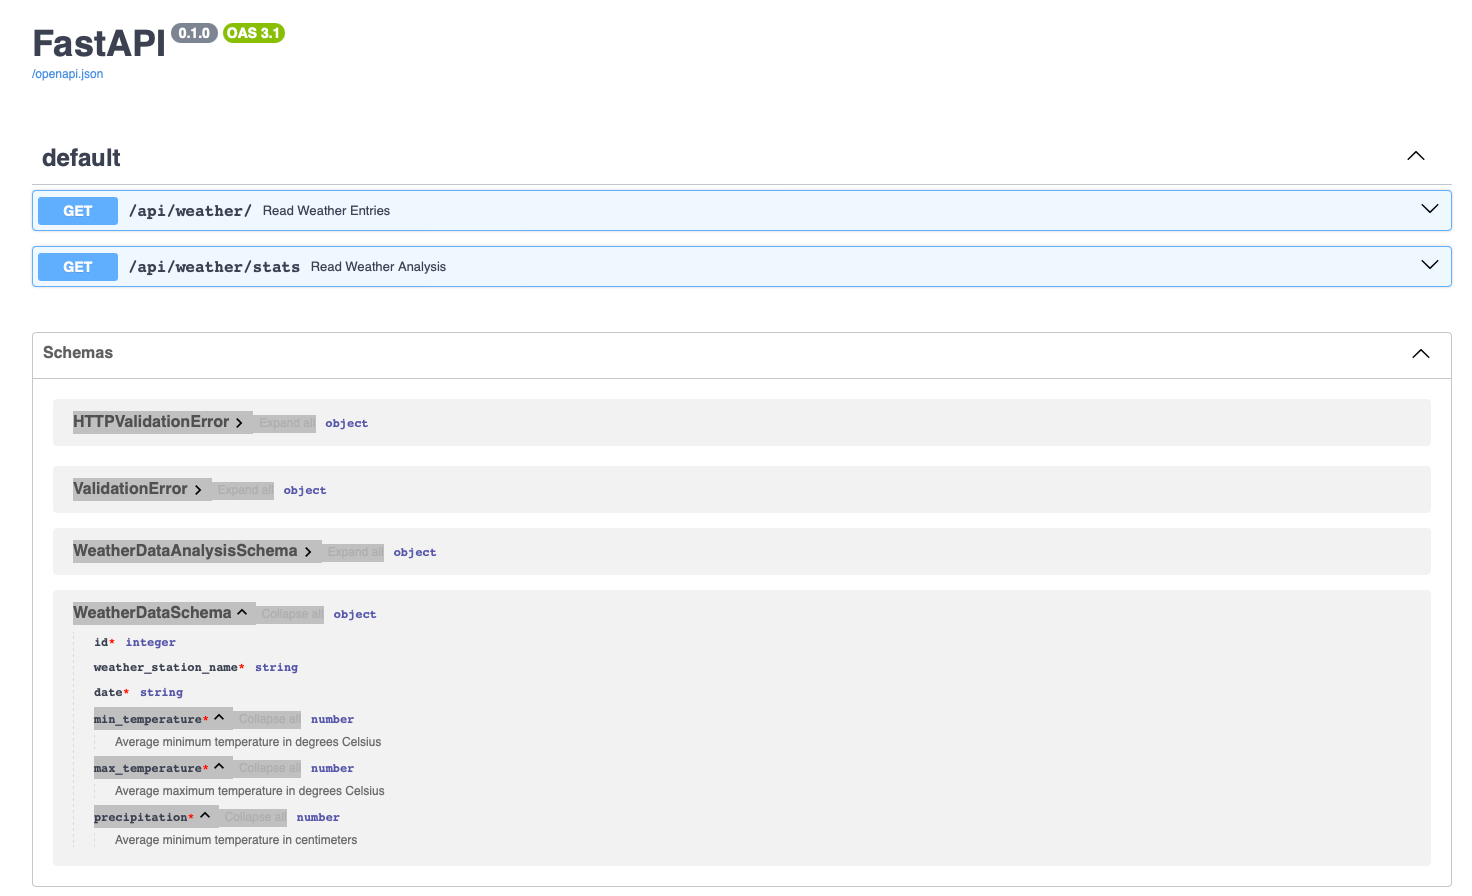 FastAPI 0.1.0 OAS 3.1
/openapi.json
default
GET /api/weather/ Read Weather Entries
GET /api/weather/stats Read Weather Analysis
Schemas
HTTPValidationError Expand all object
ValidationError Expand all object
WeatherDataAnalysisSchema Expand all object
WeatherDataSchema Collapse all object
id* integer
weather_station_name* string
date* string
min_temperature* Collapse all number
Average minimum temperature in degrees Celsius
max_temperature* Collapse all number
Average maximum temperature in degrees Celsius
precipitation* Collapse all number
Average minimum temperature in centimeters